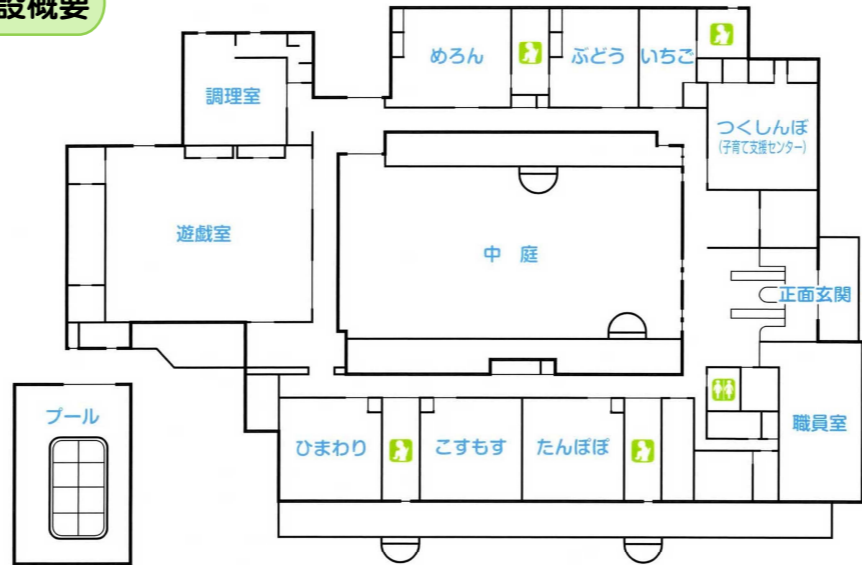 設概要
めろん
ぶどう
いちご
調理室
つくしんぼ
(子育て支援センター)
遊戯室
中 庭
正面玄関
プール
ひまわり
こすもす
たんぽぽ
職員室